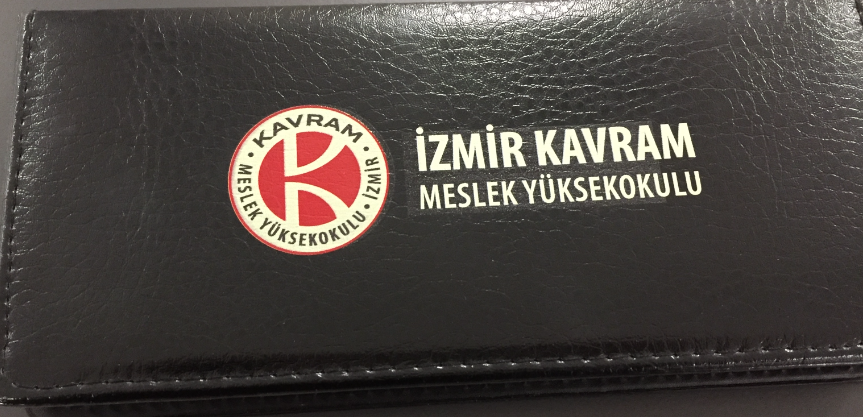 KAVRAM
MESLEK YÜKSEKOKULU • İZMİR
İZMİR KAVRAM
MESLEK YÜKSEKOKULU